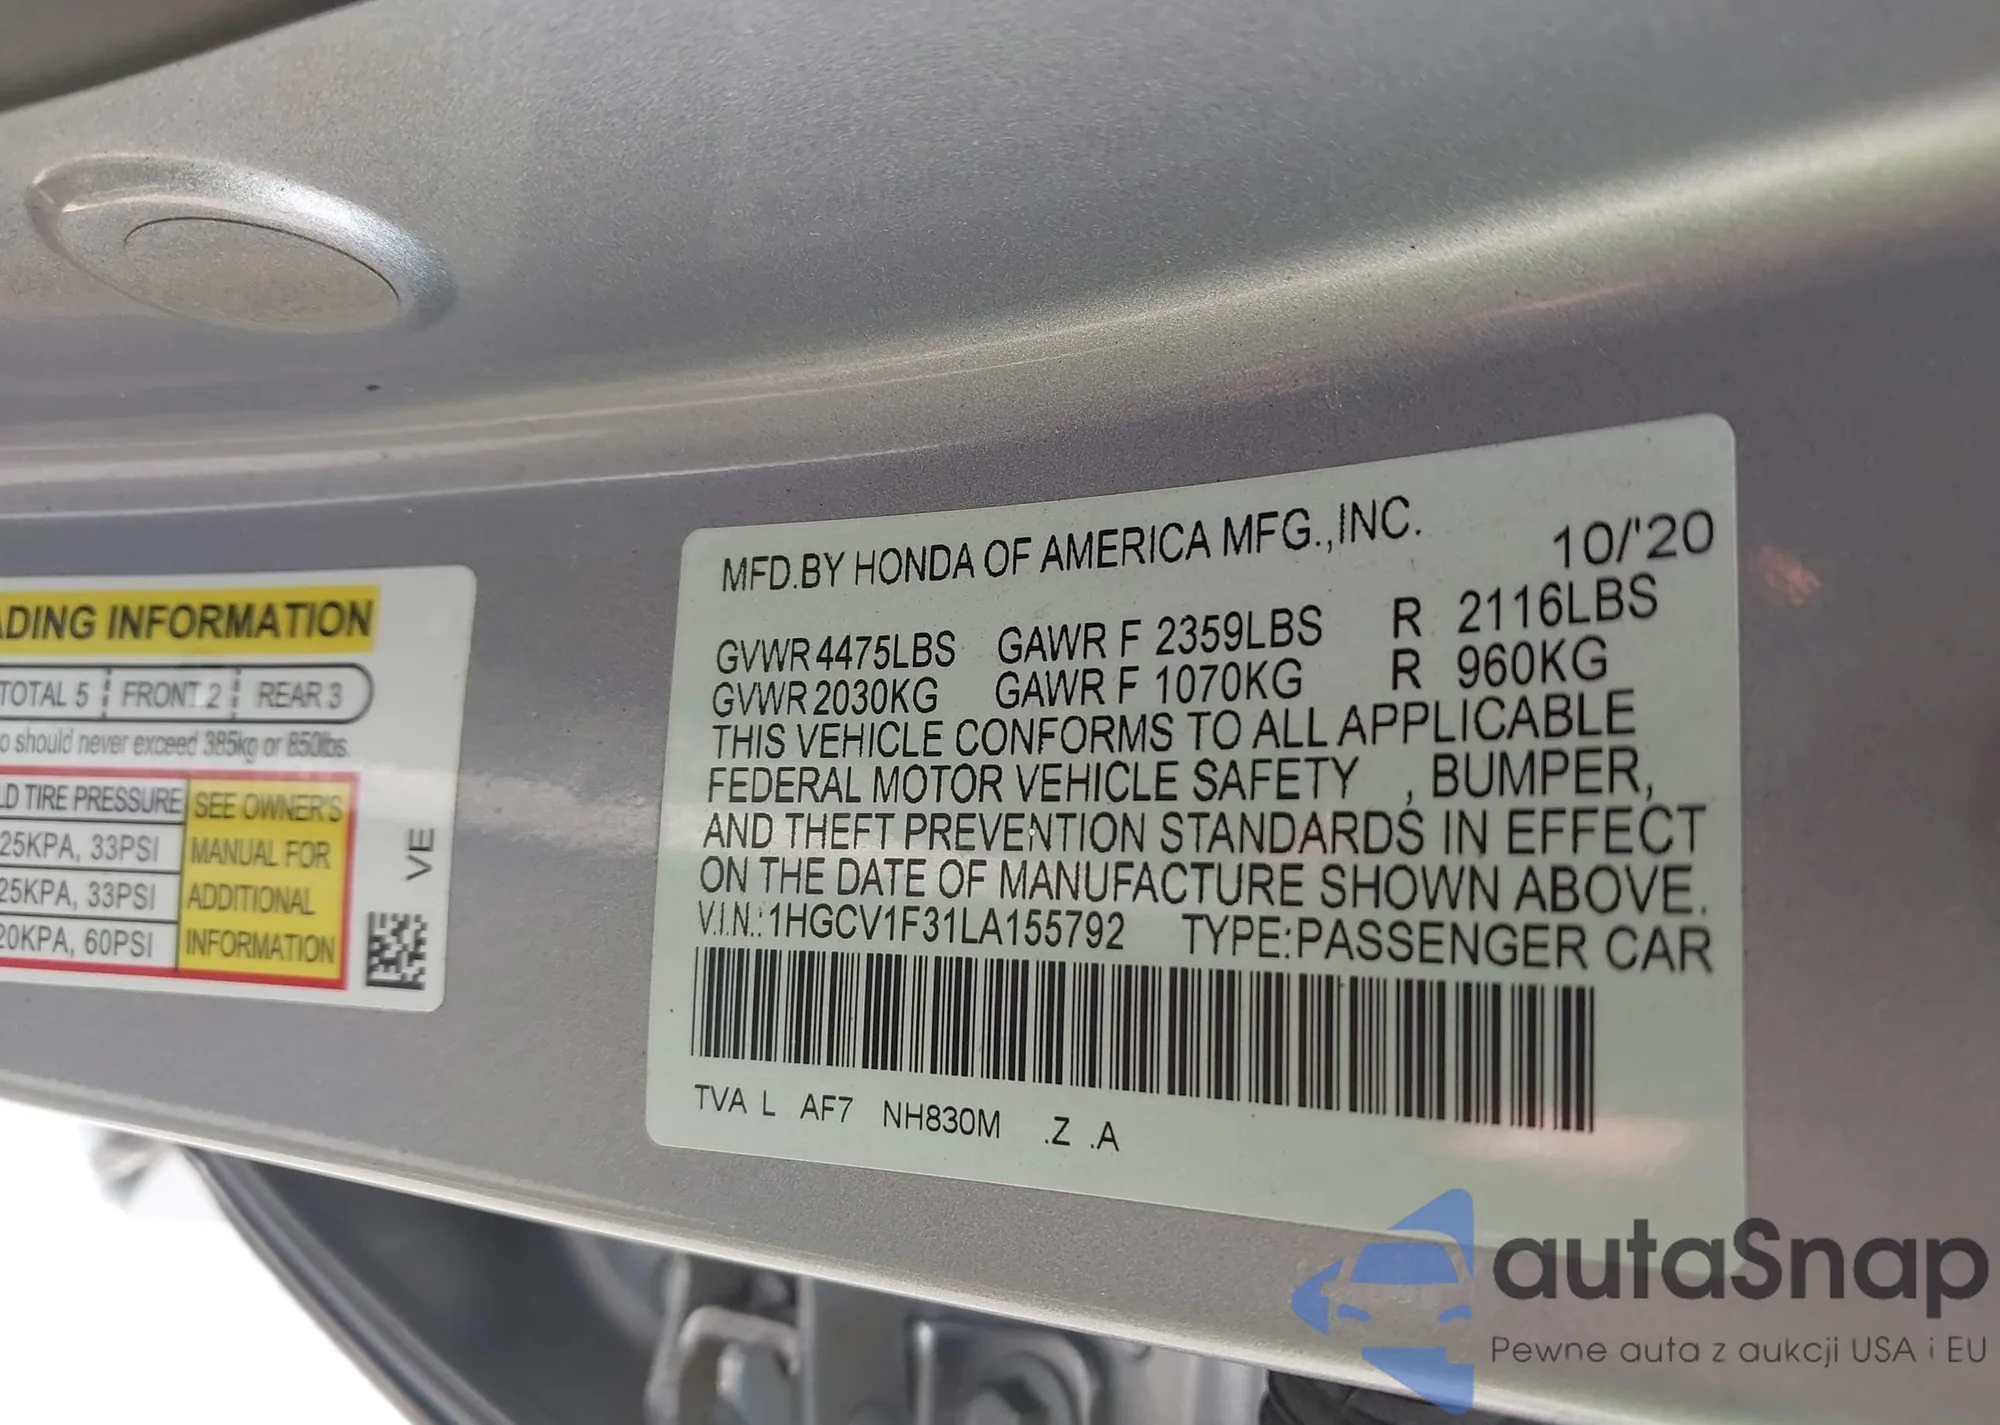 MFD.BY HONDA OF AMERICA MFG.,INC. 10/'20
GVWR 4475LBS GAWR F 2359LBS R 2116LBS
GVWR 2030KG GAWR F 1070KG R 960KG
THIS VEHICLE CONFORMS TO ALL APPLICABLE
FEDERAL MOTOR VEHICLE SAFETY , BUMPER,
AND THEFT PREVENTION STANDARDS IN EFFECT
ON THE DATE OF MANUFACTURE SHOWN ABOVE.
V.I.N.: 1HGCV1F31LA155792 TYPE:PASSENGER CAR
TVA L AF7 NH830M .Z .A
ADING INFORMATION
TOTAL 5 FRONT 2 REAR 3
o should never exceed 385kg or 850lbs.
LD TIRE PRESSURE
25KPA, 33PSI
25KPA, 33PSI
20KPA, 60PSI
SEE OWNER'S
MANUAL FOR
ADDITIONAL
INFORMATION
VE
autaSnap
Pewne auta z aukcji USA i EU